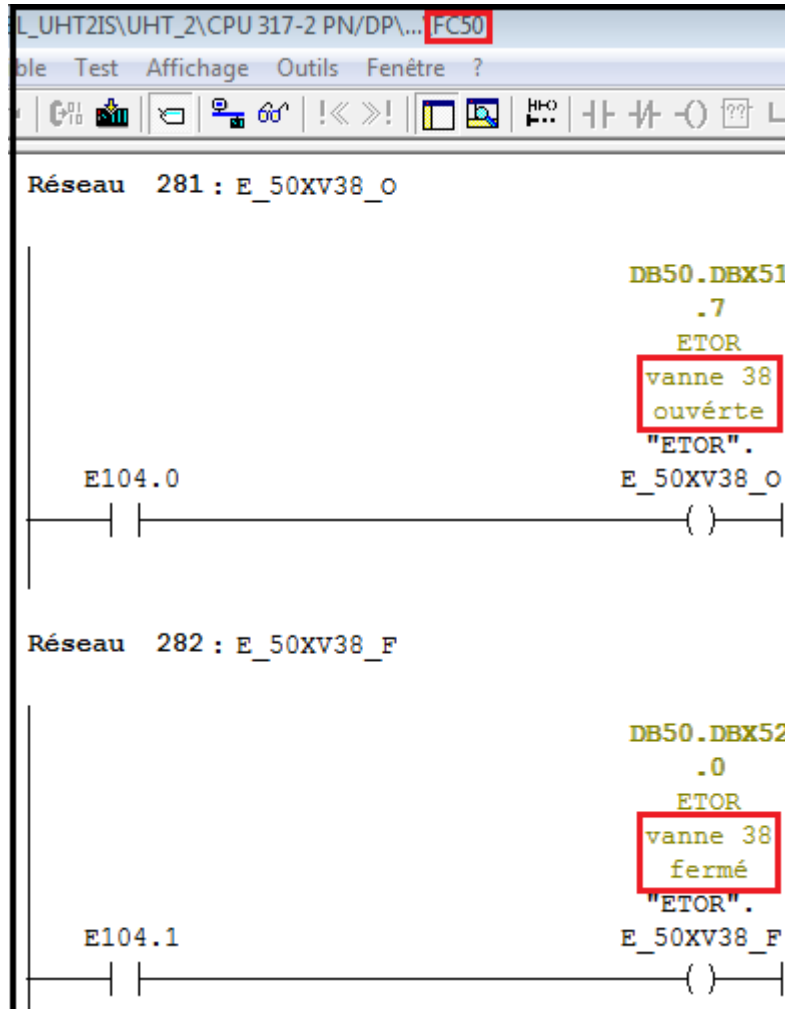 L_UHT2IS\UHT_2\CPU 317-2 PN/DP\...\FC50
ble Test Affichage Outils Fenêtre ?
Réseau 281 : E_50XV38_O
DB50.DBX51
.7
ETOR
vanne 38
ouvérte
"ETOR".
E104.0 E_50XV38_O
Réseau 282 : E_50XV38_F
DB50.DBX52
.0
ETOR
vanne 38
fermé
"ETOR".
E104.1 E_50XV38_F